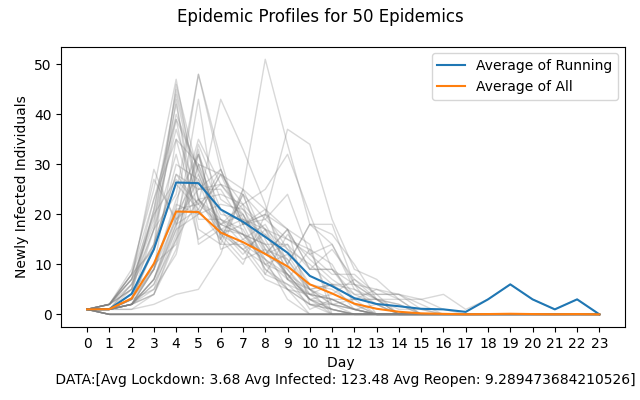 Epidemic Profiles for 50 Epidemics
Average of Running
Average of All
Newly Infected Individuals
50
40
30
20
10
0
0 1 2 3 4 5 6 7 8 9 10 11 12 13 14 15 16 17 18 19 20 21 22 23
Day
DATA:[Avg Lockdown: 3.68 Avg Infected: 123.48 Avg Reopen: 9.289473684210526]